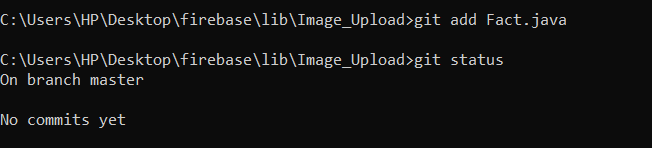 C:\Users\HP\Desktop\firebase\lib\Image_Upload>git add Fact.java
C:\Users\HP\Desktop\firebase\lib\Image_Upload>git status
On branch master
No commits yet